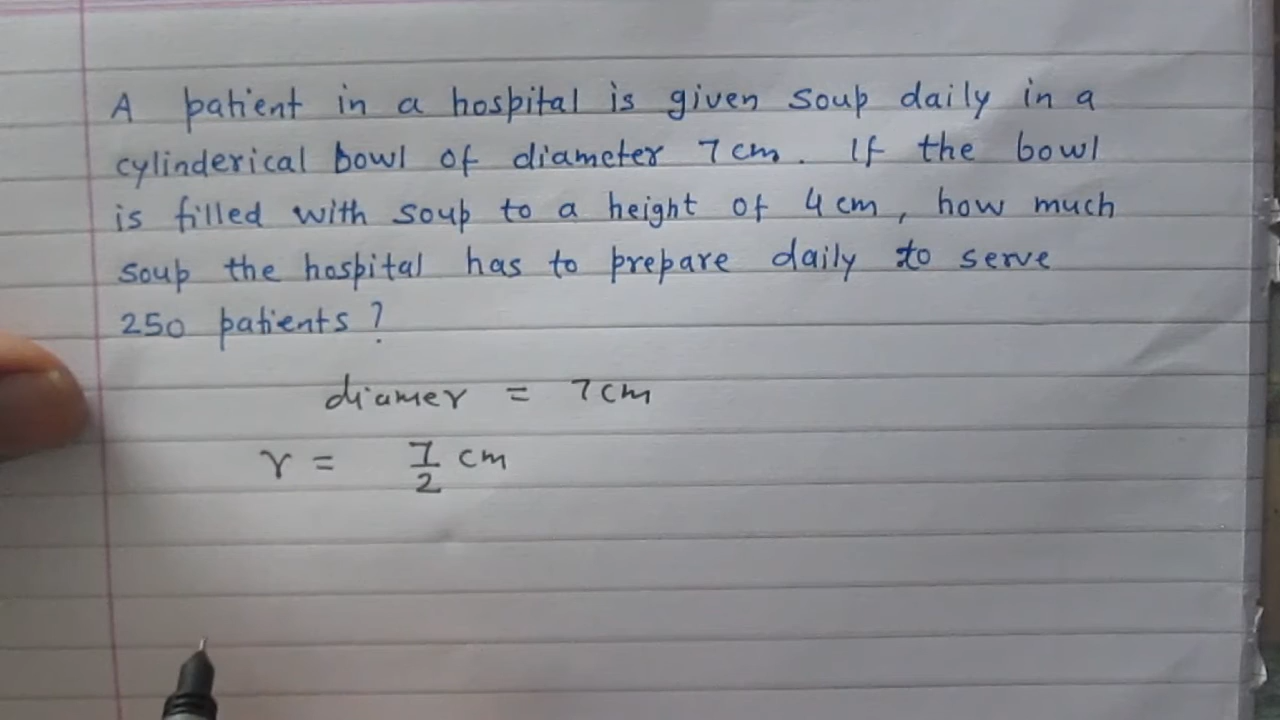 A patient in a hospital is given soup daily in a
cylinderical bowl of diameter 7 cm. If the bowl
is filled with soup to a height of 4 cm, how much
soup the hospital has to prepare daily to serve
250 patients?
diamer = 7 cm
r = 7/2 cm